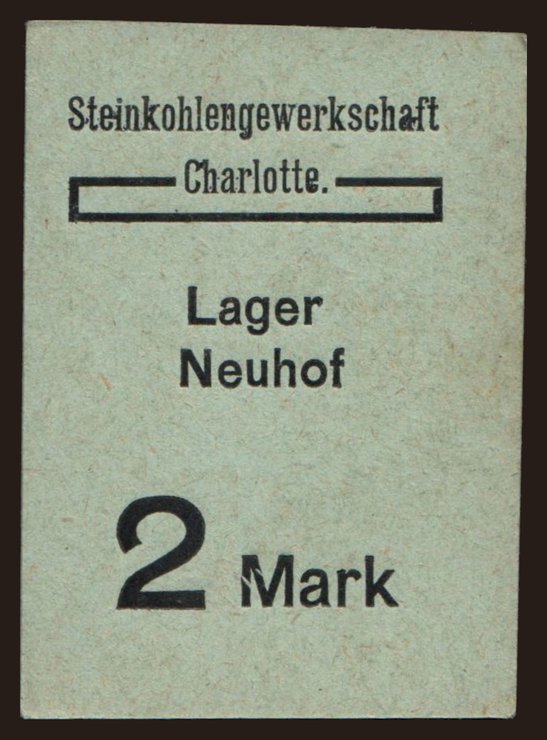 Steinkohlengewerkschaft
Charlotte.
Lager
Neuhof
2 Mark